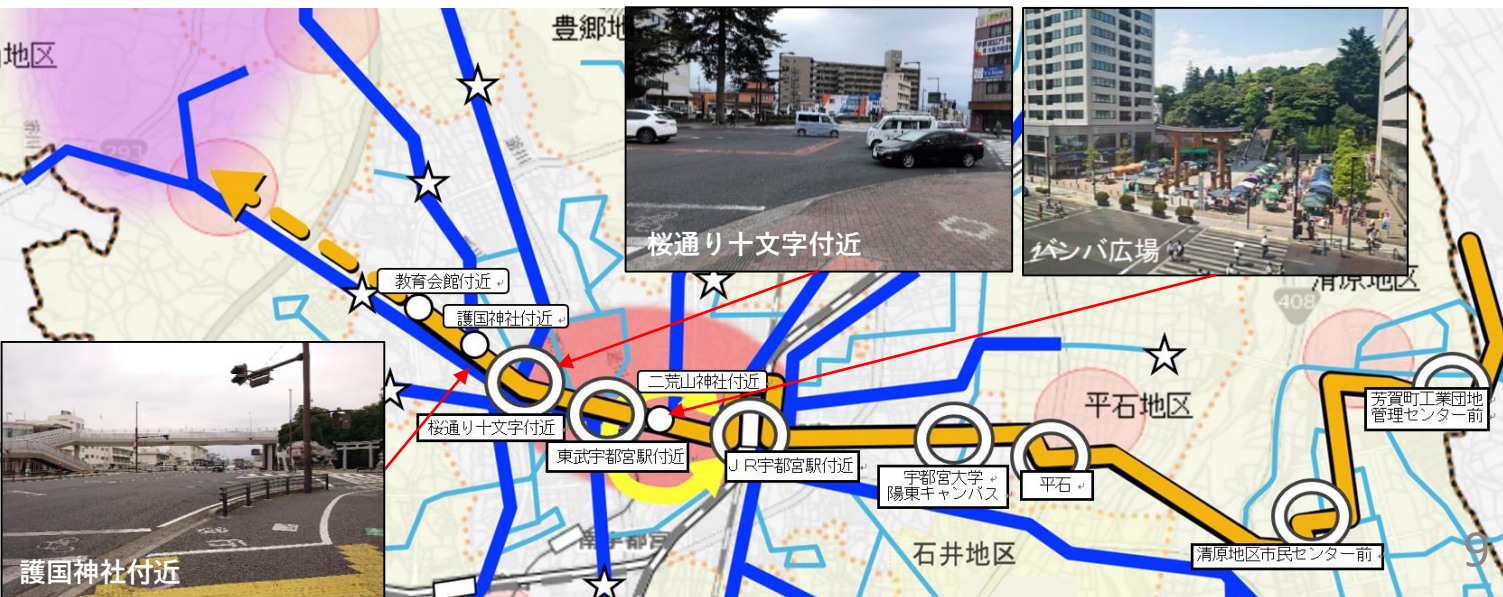 地区
豊郷地
293
桜通り十文字付近
バンバ広場
清原地区
408
教育会館付近
護国神社付近
二荒山神社付近
平石地区
芳賀町工業団地
管理センター前
桜通り十文字付近
東武宇都宮駅付近
ＪＲ宇都宮駅付近
宇都宮大学
陽東キャンパス
平石
南宇都宮
石井地区
清原地区市民センター前
護国神社付近
9